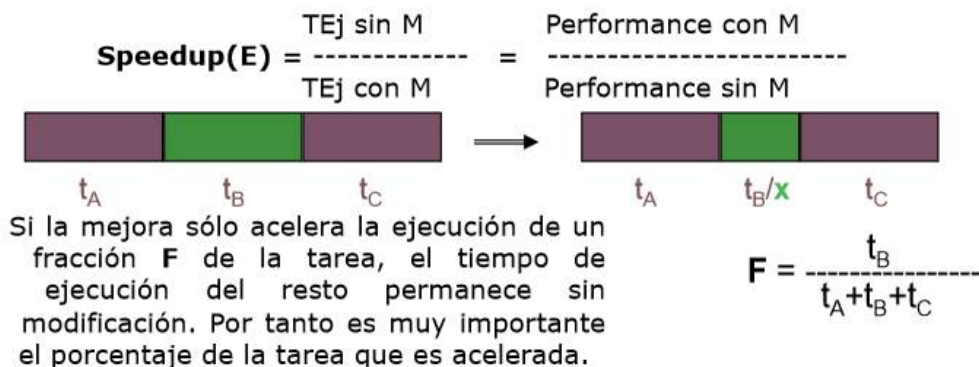 TEj sin M Performance con M
Speedup(E) = ------------ = -----------------------
TEj con M Performance sin M
tA tB tC tA tB/x tC
Si la mejora sólo acelera la ejecución de un
fracción F de la tarea, el tiempo de
ejecución del resto permanece sin
modificación. Por tanto es muy importante
el porcentaje de la tarea que es acelerada.
tB
F = ----------------
tA+tB+tC